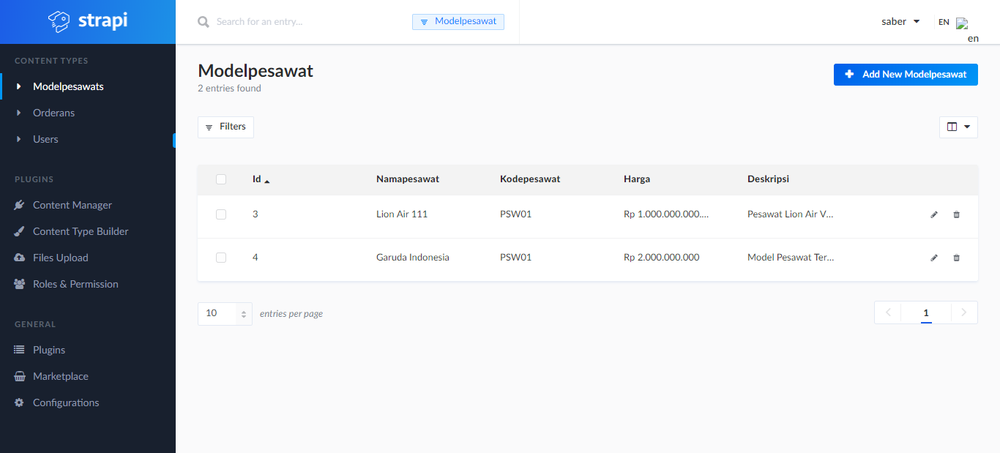 strapi
Search for an entry...
Modelpesawat
saber
EN
en
CONTENT TYPES
Modelpesawats
Orderans
Users
PLUGINS
Content Manager
Content Type Builder
Files Upload
Roles & Permission
GENERAL
Plugins
Marketplace
Configurations
Modelpesawat
2 entries found
Add New Modelpesawat
Filters
Id Namapesawat Kodepesawat Harga Deskripsi
3 Lion Air 111 PSW01 Rp 1.000.000.000.... Pesawat Lion Air V...
4 Garuda Indonesia PSW01 Rp 2.000.000.000 Model Pesawat Ter...
10 entries per page
1